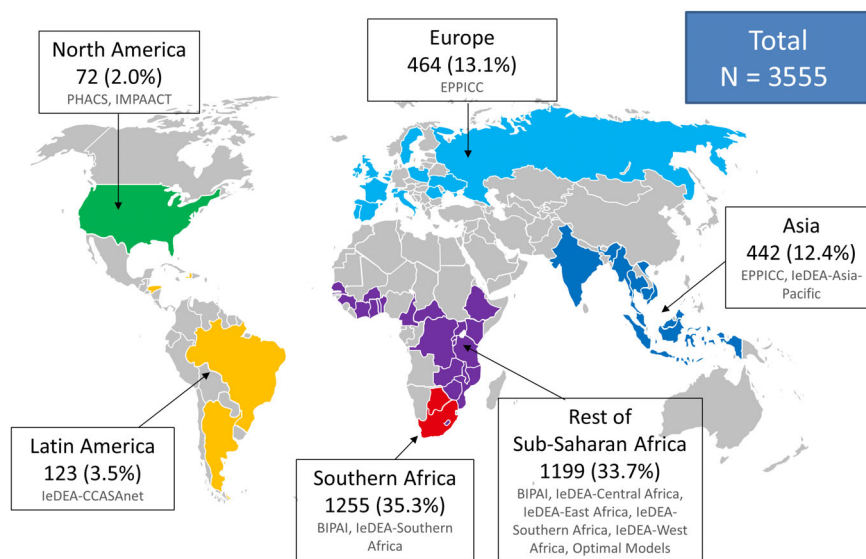 North America
72 (2.0%)
PHACS, IMPAACT
Europe
464 (13.1%)
EPPICC
Total
N = 3555
Asia
442 (12.4%)
EPPICC, IeDEA-Asia-
Pacific
Latin America
123 (3.5%)
IeDEA-CCASAnet
Southern Africa
1255 (35.3%)
BIPAI, IeDEA-Southern
Africa
Rest of
Sub-Saharan Africa
1199 (33.7%)
BIPAI, IeDEA-Central Africa,
IeDEA-East Africa, IeDEA-
Southern Africa, IeDEA-West
Africa, Optimal Models